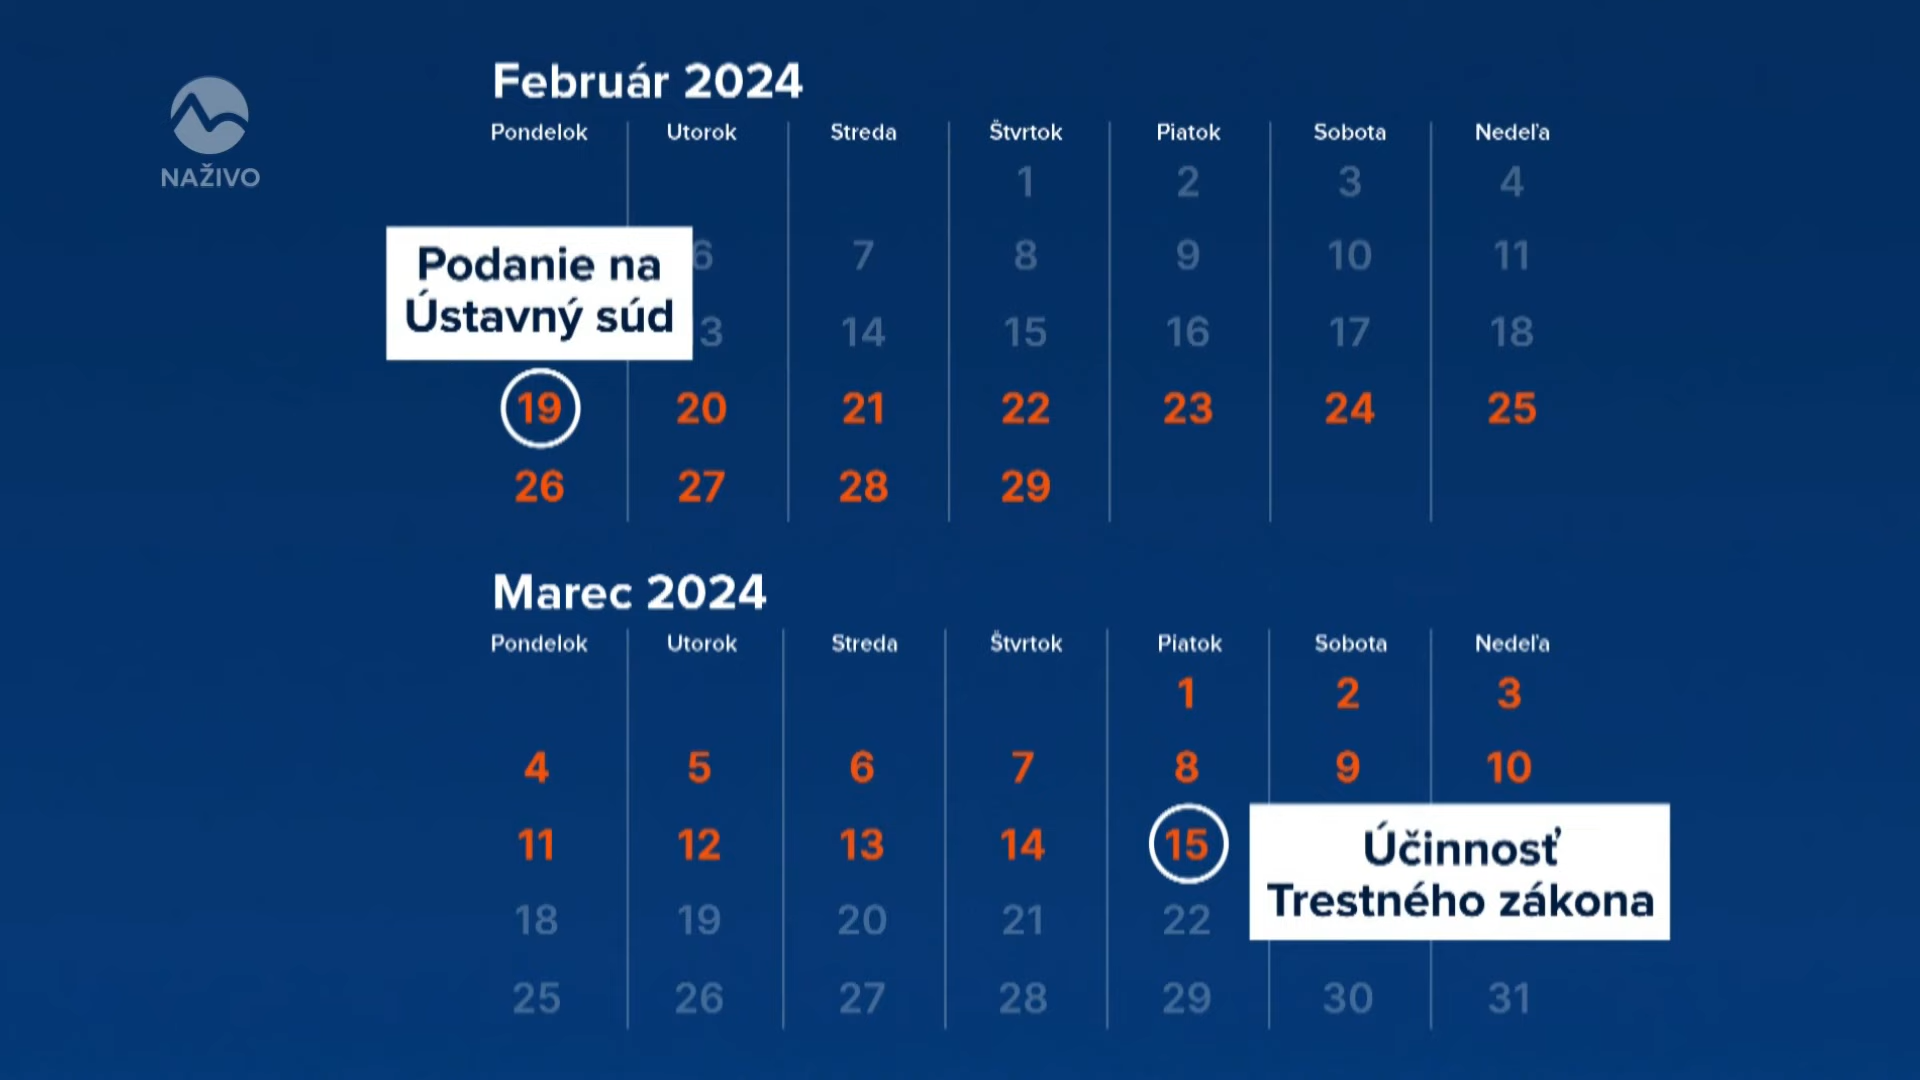 NAŽIVO
Február 2024
Pondelok Utorok Streda Štvrtok Piatok Sobota Nedeľa
1 2 3 4
Podanie na
Ústavný súd
6 7 8 9 10 11
3 14 15 16 17 18
19 20 21 22 23 24 25
26 27 28 29
Marec 2024
Pondelok Utorok Streda Štvrtok Piatok Sobota Nedeľa
1 2 3
4 5 6 7 8 9 10
11 12 13 14 15
Účinnosť
Trestného zákona
18 19 20 21 22
25 26 27 28 29 30 31